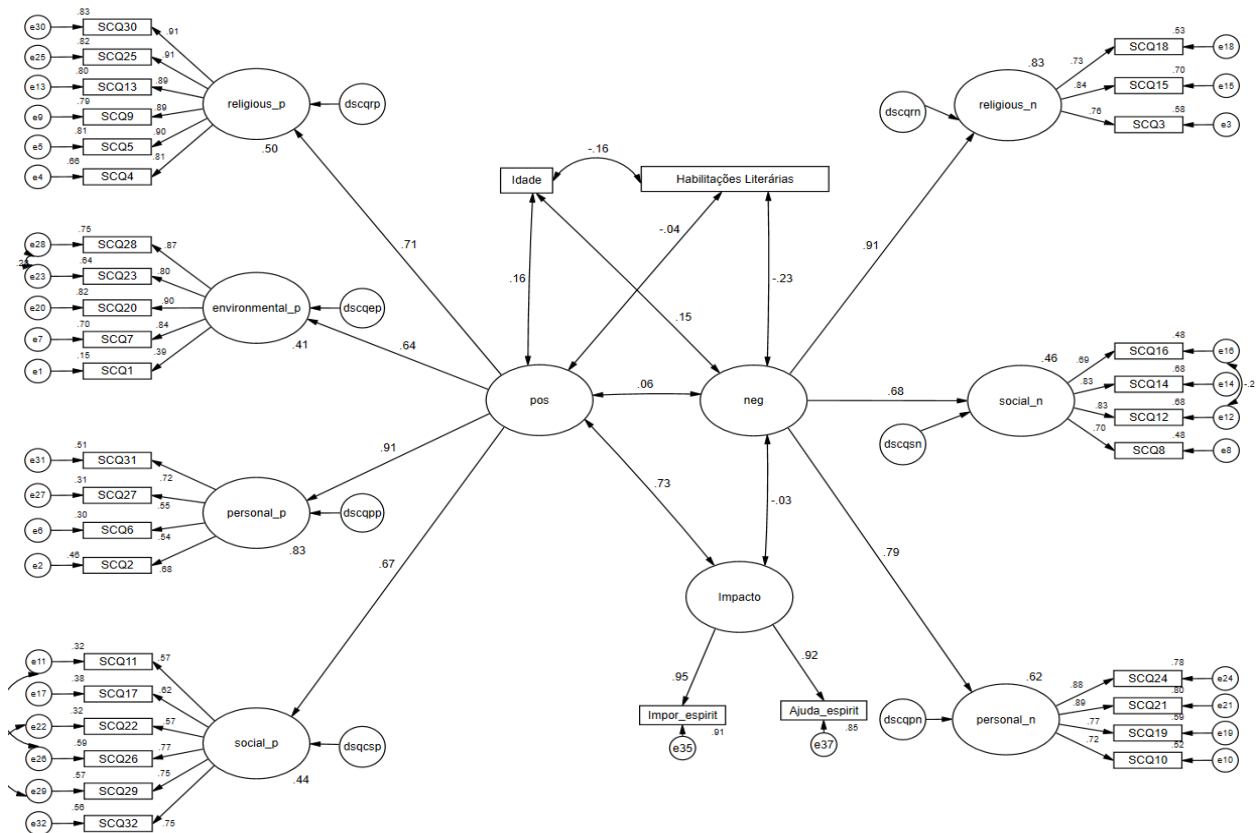 .83
e30 SCQ30 .91
.82
e25 SCQ25 .91
.80
e13 SCQ13 .89
.79
e9 SCQ9 .89
.81
e5 SCQ5 .90
.66
e4 SCQ4 .81
religious_p
.50
dscqrp
.75
e28 SCQ28 .87
.64
e23 SCQ23 .80
.82
e20 SCQ20 .90
.70
e7 SCQ7 .84
.15
e1 SCQ1 .39
environmental_p
.41
dscqep
.51
e31 SCQ31 .72
.31
e27 SCQ27 .55
.30
e6 SCQ6 .54
.46
e2 SCQ2 .68
personal_p
.83
dscqpp
.32
e11 SCQ11 .57
.38
e17 SCQ17 .62
.32
e22 SCQ22 .57
.59
e26 SCQ26 .77
.57
e29 SCQ29 .75
.56
e32 SCQ32 .75
social_p
.44
dsqcsp
.71
.64
.91
.67
-.16
Idade
Habilitações Literárias
-.04
.16
-.23
.15
pos
.06
neg
.73
-.03
Impacto
.95
.92
Impor_espirit
.91
e35
Ajuda_espirit
.85
e37
.91
.68
.79
.83
religious_n
dscqrn
.53
.73 SCQ18 e18
.70
.84 SCQ15 e15
.58
.76 SCQ3 e3
.46
social_n
dscqsn
.48
.69 SCQ16 e16
.68
.83 SCQ14 e14
-.2
.68
.83 SCQ12 e12
.48
.70 SCQ8 e8
.62
personal_n
dscqpn
.78
.88 SCQ24 e24
.80
.89 SCQ21 e21
.59
.77 SCQ19 e19
.52
.72 SCQ10 e10